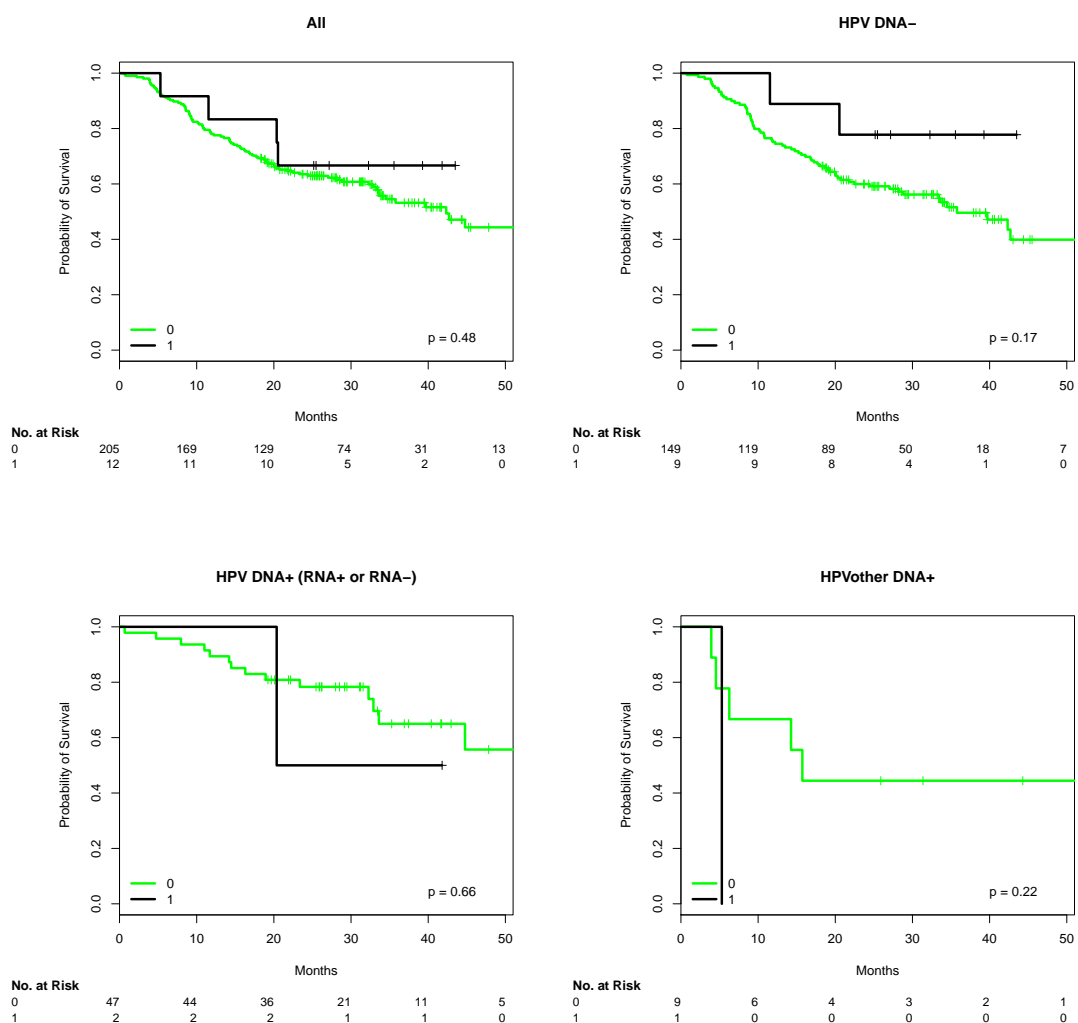 All
Probability of Survival
1.0
0.8
0.6
0.4
0.2
0.0
0
1
p = 0.48
0 10 20 30 40 50
Months
No. at Risk
0 205 169 129 74 31 13
1 12 11 10 5 2 0
HPV DNA−
Probability of Survival
1.0
0.8
0.6
0.4
0.2
0.0
0
1
p = 0.17
0 10 20 30 40 50
Months
No. at Risk
0 149 119 89 50 18 7
1 9 9 8 4 1 0
HPV DNA+ (RNA+ or RNA−)
Probability of Survival
1.0
0.8
0.6
0.4
0.2
0.0
0
1
p = 0.66
0 10 20 30 40 50
Months
No. at Risk
0 47 44 36 21 11 5
1 2 2 2 1 1 0
HPVother DNA+
Probability of Survival
1.0
0.8
0.6
0.4
0.2
0.0
0
1
p = 0.22
0 10 20 30 40 50
Months
No. at Risk
0 9 6 4 3 2 1
1 1 0 0 0 0 0